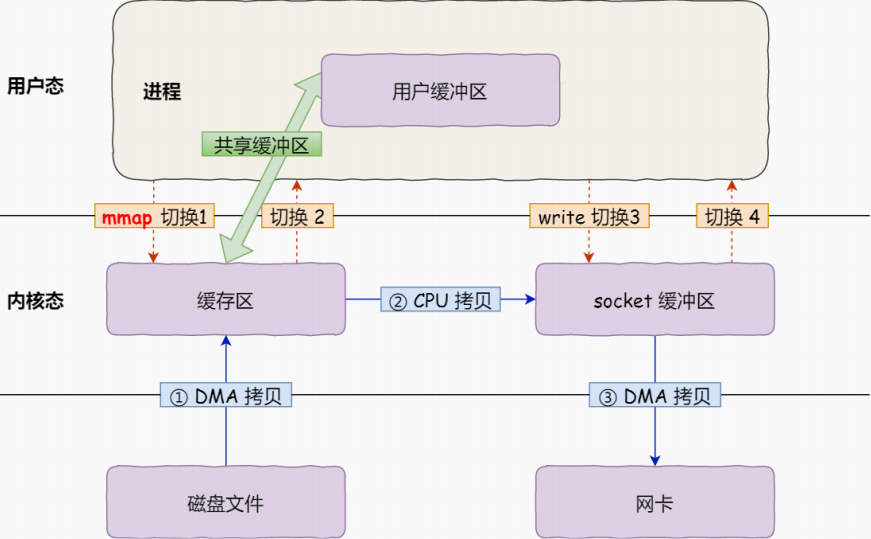 用户态
进程
用户缓冲区
共享缓冲区
mmap 切换1
切换 2
write 切换3
切换 4
内核态
缓存区
② CPU 拷贝
socket 缓冲区
① DMA 拷贝
③ DMA 拷贝
磁盘文件
网卡